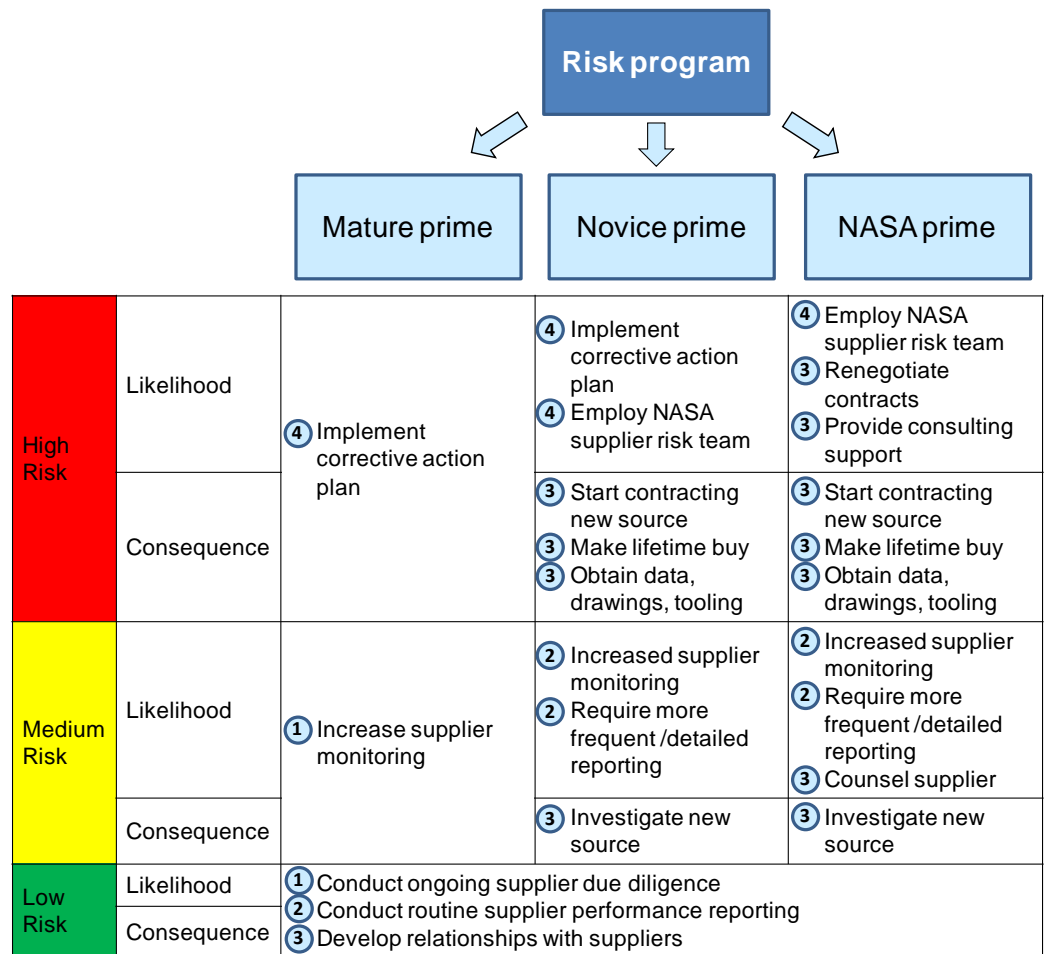 Risk program
Mature prime
Novice prime
NASA prime
High
Risk
Likelihood
4 Implement
corrective action
plan
4 Implement
corrective action
plan
4 Employ NASA
supplier risk team
4 Employ NASA
supplier risk team
3 Renegotiate
contracts
3 Provide consulting
support
Consequence
3 Start contracting
new source
3 Make lifetime buy
3 Obtain data,
drawings, tooling
3 Start contracting
new source
3 Make lifetime buy
3 Obtain data,
drawings, tooling
Medium
Risk
Likelihood
1 Increase supplier
monitoring
2 Increased supplier
monitoring
2 Require more
frequent /detailed
reporting
2 Increased supplier
monitoring
2 Require more
frequent /detailed
reporting
3 Counsel supplier
Consequence
3 Investigate new
source
3 Investigate new
source
Low
Risk
Likelihood
Consequence
1 Conduct ongoing supplier due diligence
2 Conduct routine supplier performance reporting
3 Develop relationships with suppliers